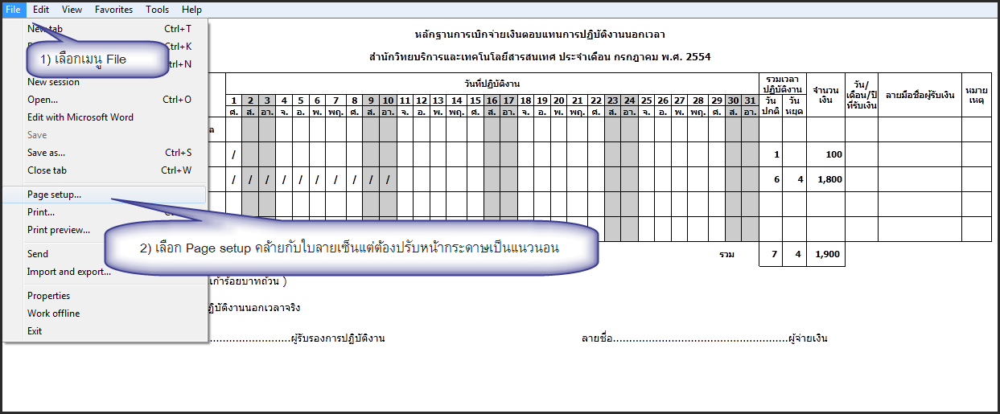 File Edit View Favorites Tools Help
New tab Ctrl+T
Ctrl+K
1) เลือกเมนู File
trl+N
New session
Open... Ctrl+O
Edit with Microsoft Word
Save
Save as... Ctrl+S
Close tab Ctrl+W
Page setup...
Print...
Print preview...
2) เลือก Page setup คล้ายกับใบลายเซ็นแต่ต้องปรับหน้ากระดาษเป็นแนวนอน
Send
Import and export...
Properties
Work offline
Exit
หลักฐานการเบิกจ่ายเงินตอบแทนการปฏิบัติงานนอกเวลา
สำนักวิทยบริการและเทคโนโลยีสารสนเทศ ประจำเดือน กรกฎาคม พ.ศ. 2554
วันที่ปฏิบัติงาน
รวมเวลา
ปฏิบัติงาน
จำนวน
เงิน
วัน/
เดือน/ปี
ที่รับเงิน
ลายมือชื่อผู้รับเงิน
หมาย
เหตุ
1 2 3 4 5 6 7 8 9 10 11 12 13 14 15 16 17 18 19 20 21 22 23 24 25 26 27 28 29 30 31
ศ. ส. อา. จ. อ. พ. พฤ. ศ. ส. อา. จ. อ. พ. พฤ. ศ. ส. อา. จ. อ. พ. พฤ. ศ. ส. อา. จ. อ. พ. พฤ. ศ. ส. อา.
วัน
ปกติ
วัน
หยุด
ล
/ 1 100
/ / / / / / / / / / 6 4 1,800
รวม 7 4 1,900
เก้าร้อยบาทถ้วน )
ฏิบัติงานนอกเวลาจริง
.........................ผู้รับรองการปฏิบัติงาน
ลายชื่อ......................................................ผู้จ่ายเงิน